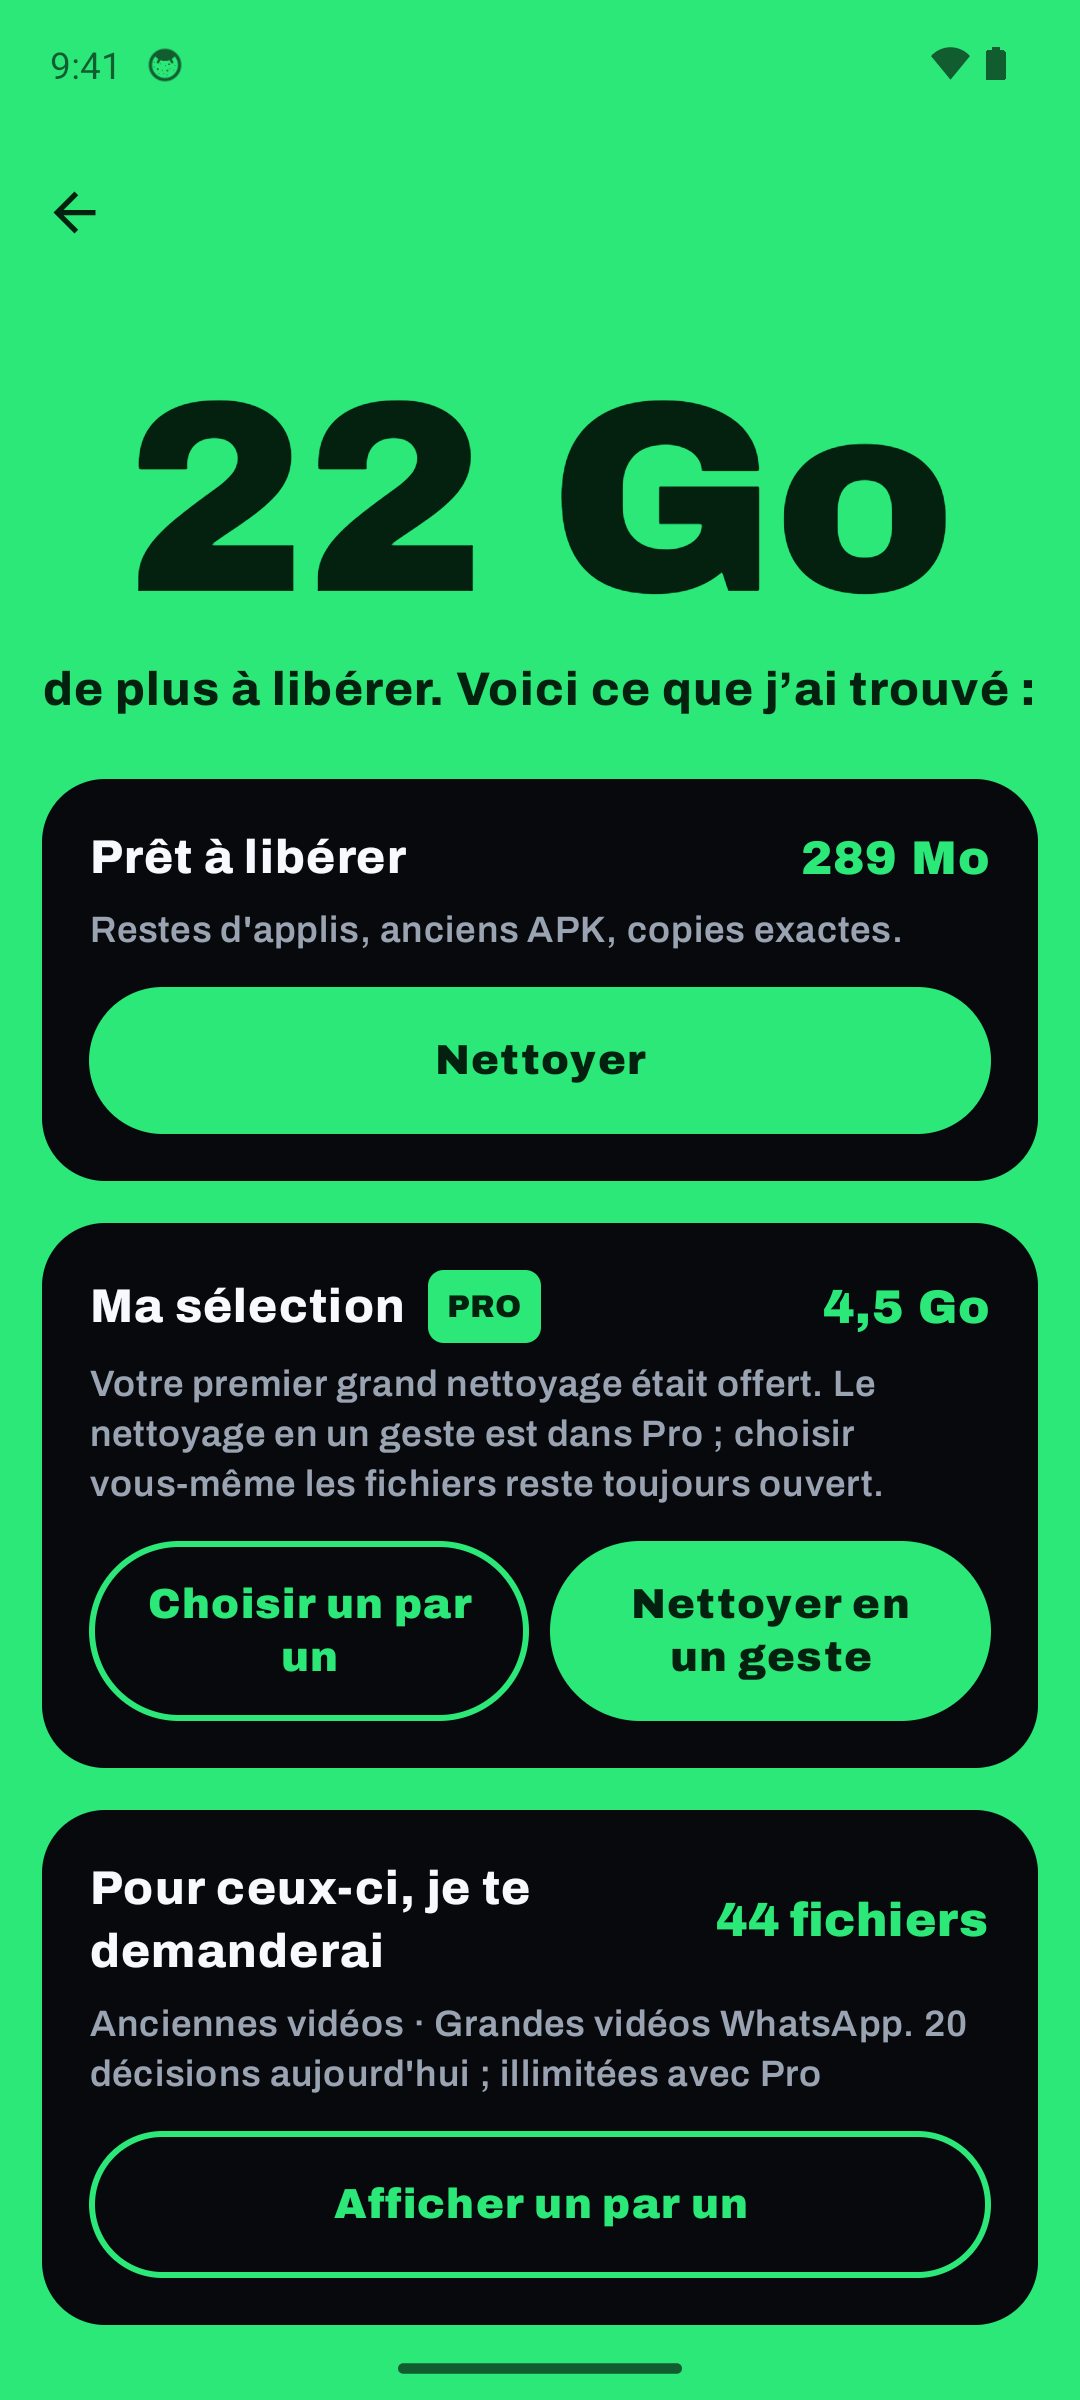 9:41
22 Go
de plus à libérer. Voici ce que j’ai trouvé :
Prêt à libérer
289 Mo
Restes d'applis, anciens APK, copies exactes.
Nettoyer
Ma sélection
PRO
4,5 Go
Votre premier grand nettoyage était offert. Le
nettoyage en un geste est dans Pro ; choisir
vous-même les fichiers reste toujours ouvert.
Choisir un par
un
Nettoyer en
un geste
Pour ceux-ci, je te
demanderai
44 fichiers
Anciennes vidéos · Grandes vidéos WhatsApp. 20
décisions aujourd'hui ; illimitées avec Pro
Afficher un par un